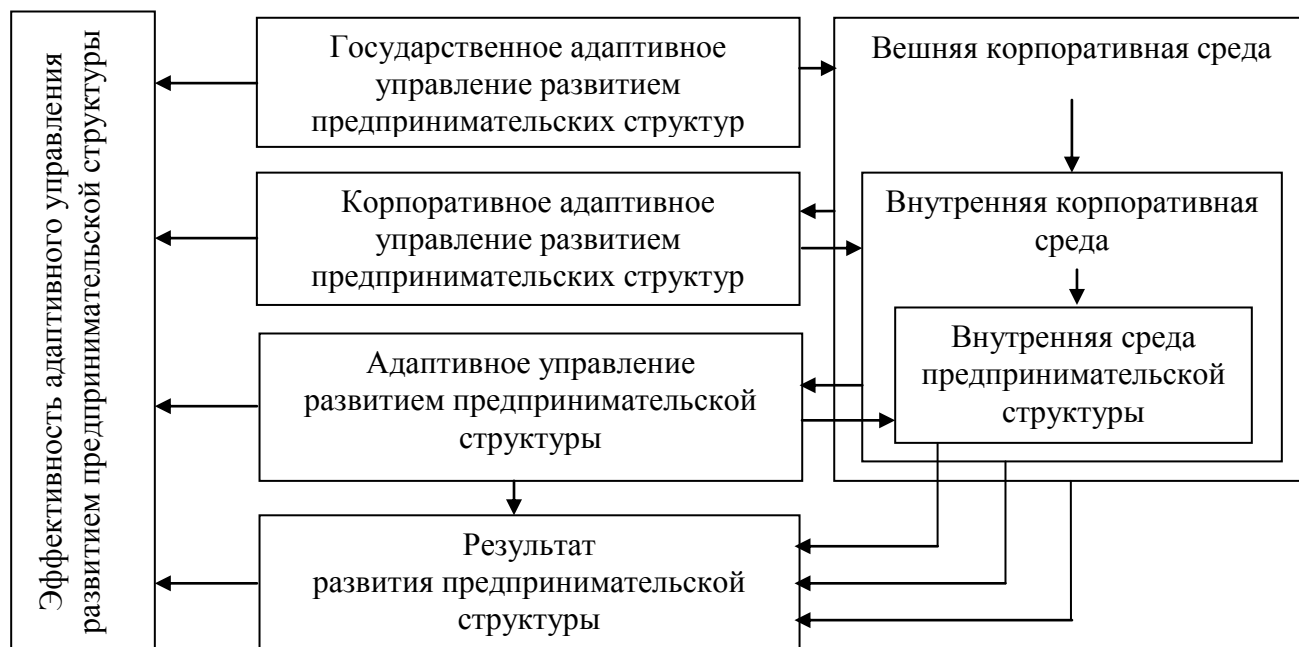 Эффективность адаптивного управления
развитием предпринимательской структуры
Государственное адаптивное
управление развитием
предпринимательских структур
Вешняя корпоративная среда
Корпоративное адаптивное
управление развитием
предпринимательских структур
Внутренняя корпоративная
среда
Адаптивное управление
развитием предпринимательской
структуры
Внутренняя среда
предпринимательской
структуры
Результат
развития предпринимательской
структуры